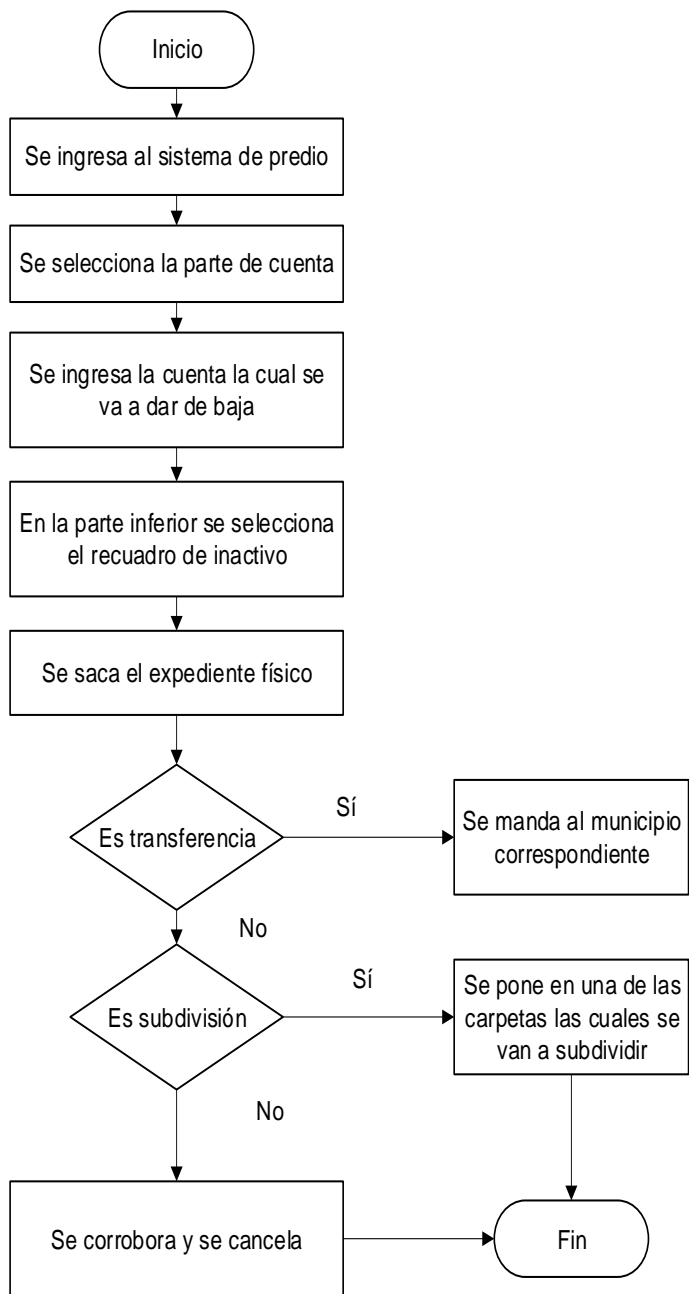 Inicio
Se ingresa al sistema de predio
Se selecciona la parte de cuenta
Se ingresa la cuenta la cual se
va a dar de baja
En la parte inferior se selecciona
el recuadro de inactivo
Se saca el expediente físico
Es transferencia
Sí
Se manda al municipio
correspondiente
No
Es subdivisión
Sí
Se pone en una de las
carpetas las cuales se
van a subdividir
No
Se corrobora y se cancela
Fin